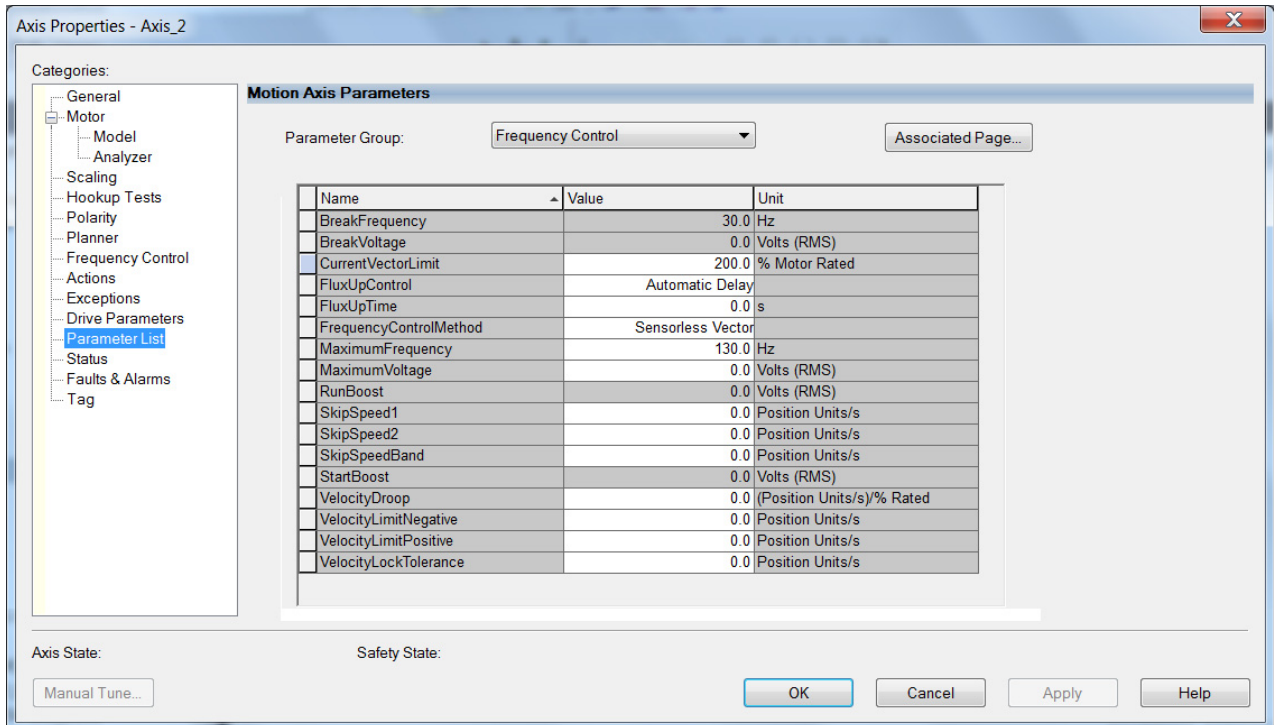 Axis Properties - Axis_2
X
Categories:
General
Motor
Model
Analyzer
Scaling
Hookup Tests
Polarity
Planner
Frequency Control
Actions
Exceptions
Drive Parameters
Parameter List
Status
Faults & Alarms
Tag
Motion Axis Parameters
Parameter Group: Frequency Control Associated Page...
Name Value Unit
BreakFrequency 30.0 Hz
BreakVoltage 0.0 Volts (RMS)
CurrentVectorLimit 200.0 % Motor Rated
FluxUpControl Automatic Delay
FluxUpTime 0.0 s
FrequencyControlMethod Sensorless Vector
MaximumFrequency 130.0 Hz
MaximumVoltage 0.0 Volts (RMS)
RunBoost 0.0 Volts (RMS)
SkipSpeed1 0.0 Position Units/s
SkipSpeed2 0.0 Position Units/s
SkipSpeedBand 0.0 Position Units/s
StartBoost 0.0 Volts (RMS)
VelocityDroop 0.0 (Position Units/s)/% Rated
VelocityLimitNegative 0.0 Position Units/s
VelocityLimitPositive 0.0 Position Units/s
VelocityLockTolerance 0.0 Position Units/s
Axis State: Safety State:
Manual Tune... OK Cancel Apply Help